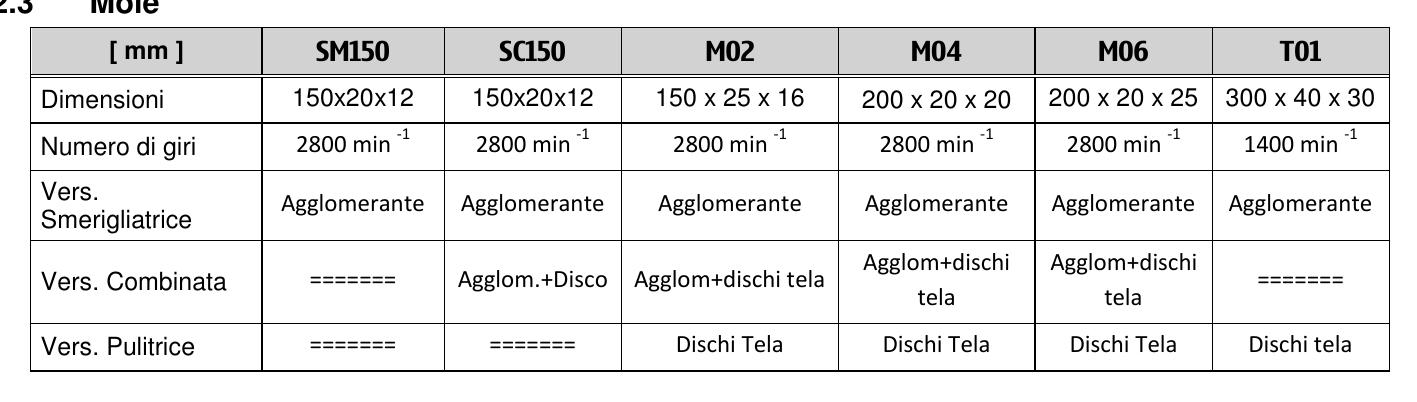 2.3 Mole
[ mm ] SM150 SC150 M02 M04 M06 T01
Dimensioni 150x20x12 150x20x12 150 x 25 x 16 200 x 20 x 20 200 x 20 x 25 300 x 40 x 30
Numero di giri 2800 min -1 2800 min -1 2800 min -1 2800 min -1 2800 min -1 1400 min -1
Vers.
Smerigliatrice Agglomerante Agglomerante Agglomerante Agglomerante Agglomerante Agglomerante
Vers. Combinata ======= Agglom.+Disco Agglom+dischi tela Agglom+dischi tela Agglom+dischi tela =======
Vers. Pulitrice ======= ======= Dischi Tela Dischi Tela Dischi Tela Dischi tela